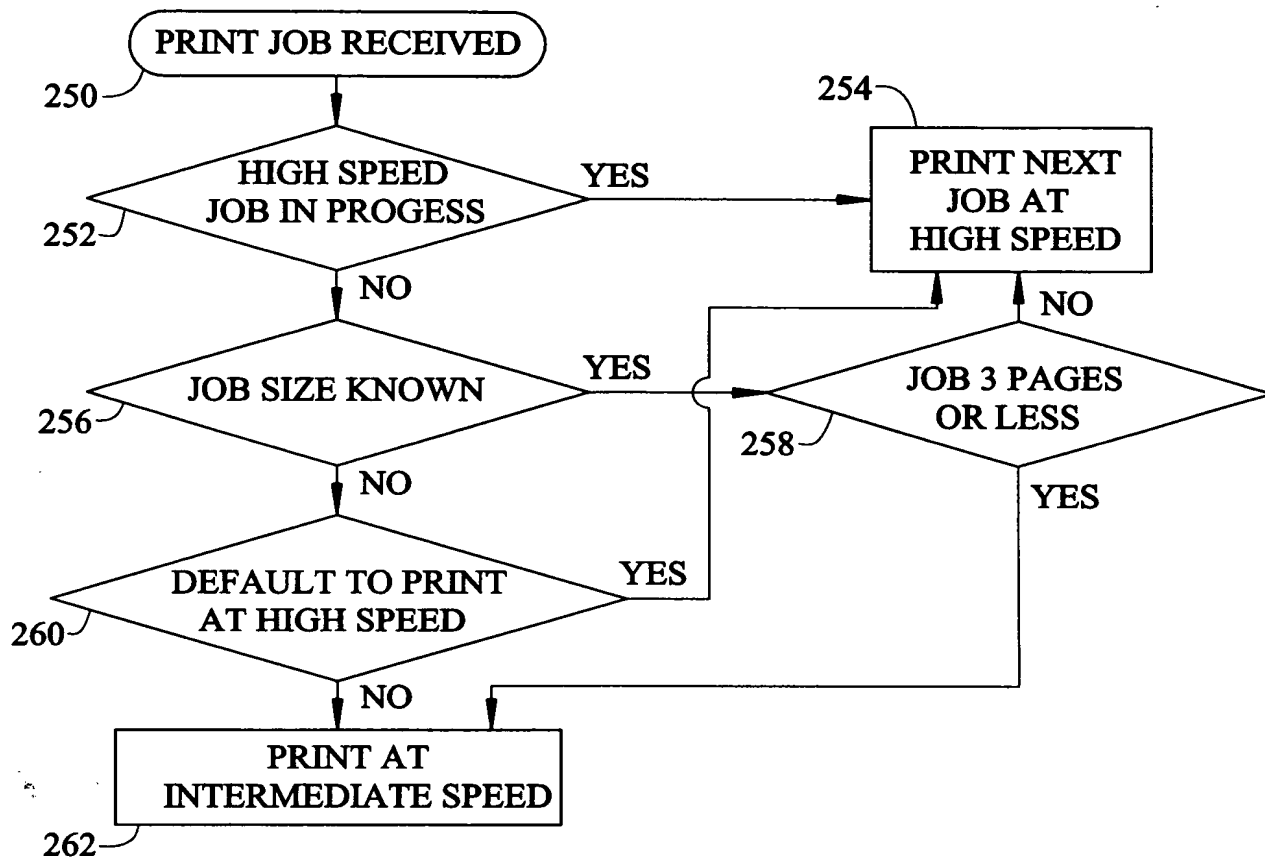 PRINT JOB RECEIVED
250
254
HIGH SPEED
JOB IN PROGESS
YES
252
PRINT NEXT
JOB AT
HIGH SPEED
NO
NO
JOB SIZE KNOWN
YES
256
JOB 3 PAGES
OR LESS
258
NO
YES
DEFAULT TO PRINT
AT HIGH SPEED
YES
260
NO
PRINT AT
INTERMEDIATE SPEED
262